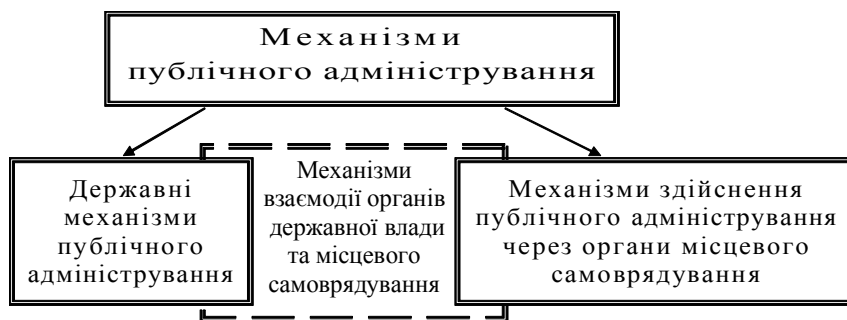 Механізми
публічного адміністрування
Державні
механізми
публічного
адміністрування
Механізми
взаємодії органів
державної влади
та місцевого
самоврядування
Механізми здійснення
публічного адміністрування
через органи місцевого
самоврядування